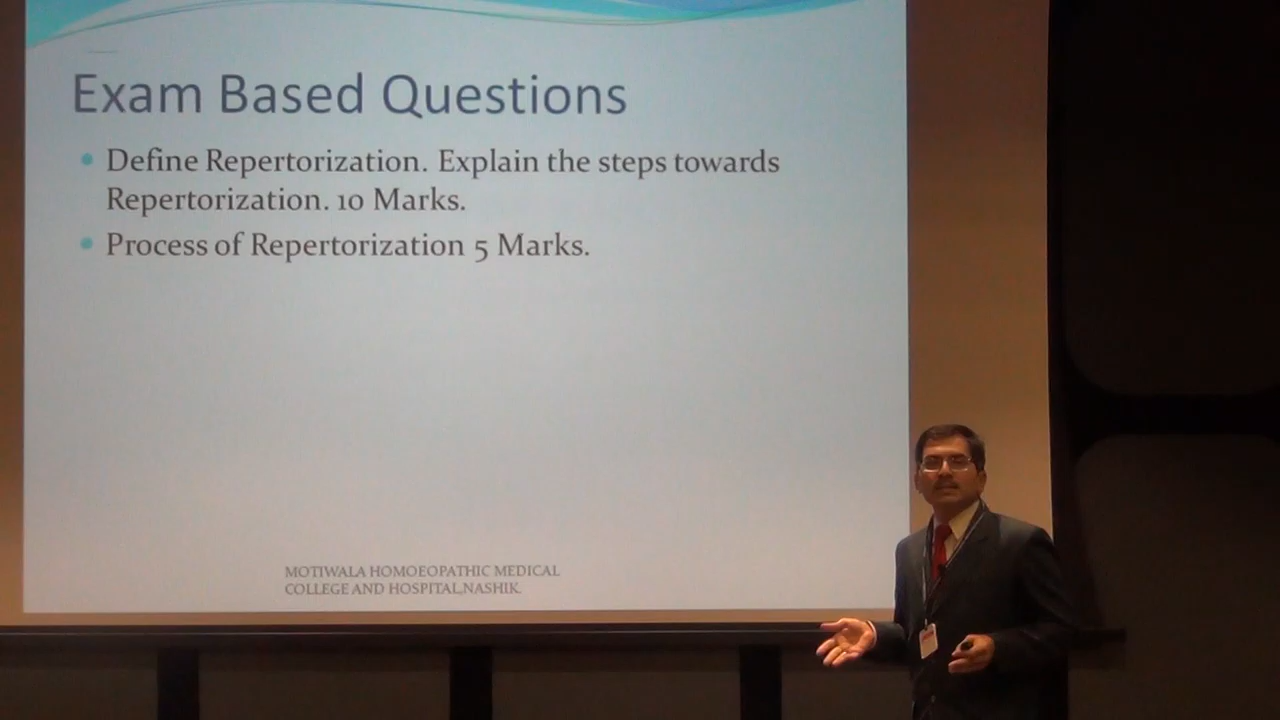 Exam Based Questions
Define Repertorization. Explain the steps towards
Repertorization. 10 Marks.
Process of Repertorization 5 Marks.
MOTIWALA HOMOEOPATHIC MEDICAL
COLLEGE AND HOSPITAL,NASHIK.